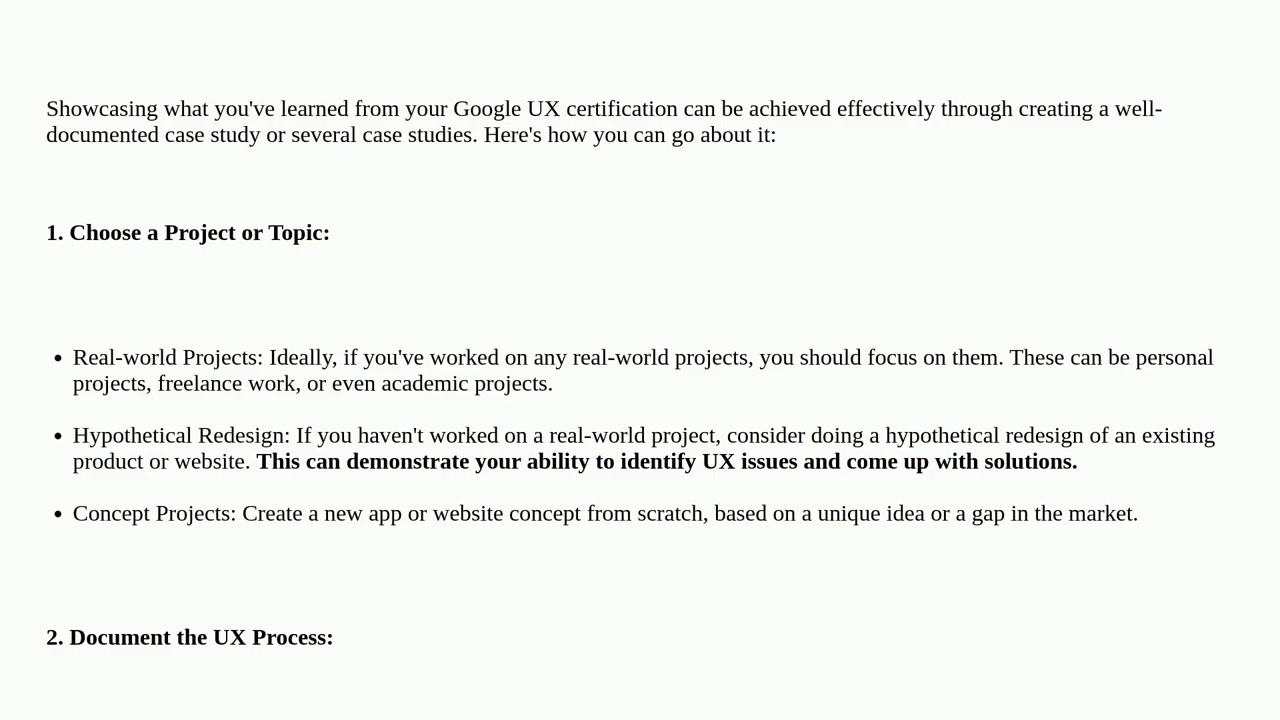 Showcasing what you've learned from your Google UX certification can be achieved effectively through creating a well-
documented case study or several case studies. Here's how you can go about it:
1. Choose a Project or Topic:
• Real-world Projects: Ideally, if you've worked on any real-world projects, you should focus on them. These can be personal
projects, freelance work, or even academic projects.
• Hypothetical Redesign: If you haven't worked on a real-world project, consider doing a hypothetical redesign of an existing
product or website. This can demonstrate your ability to identify UX issues and come up with solutions.
• Concept Projects: Create a new app or website concept from scratch, based on a unique idea or a gap in the market.
2. Document the UX Process: